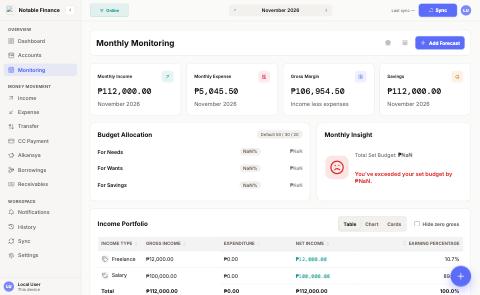 Notable Finance
OVERVIEW
Dashboard
Accounts
Monitoring
MONEY MOVEMENT
Income
Expense
Transfer
CC Payment
Alkansya
Borrowings
Receivables
WORKSPACE
Notifications
History
Sync
Settings
LU
Local User
This device
Online
November 2026
Last sync —
Sync
LU
Monthly Monitoring
Add Forecast
Monthly Income
₱112,000.00
November 2026
Monthly Expense
₱5,045.50
November 2026
Gross Margin
₱106,954.50
Income less expenses
Savings
₱112,000.00
November 2026
Budget Allocation
Default 50 / 30 / 20
For Needs NaN% ₱NaN
For Wants NaN% ₱NaN
For Savings NaN% ₱NaN
Monthly Insight
Total Set Budget: ₱NaN
You've exceeded your set budget by
₱NaN.
Income Portfolio
Table Chart Cards
Hide zero gross
INCOME TYPE GROSS INCOME EXPENDITURE NET INCOME EARNING PERCENTAGE
Freelance ₱12,000.00 ₱0.00 ₱12,000.00 10.7%
Salary ₱100,000.00 ₱0.00 ₱100,000.00
Total ₱112,000.00 ₱0.00 ₱112,000.00 100.0%